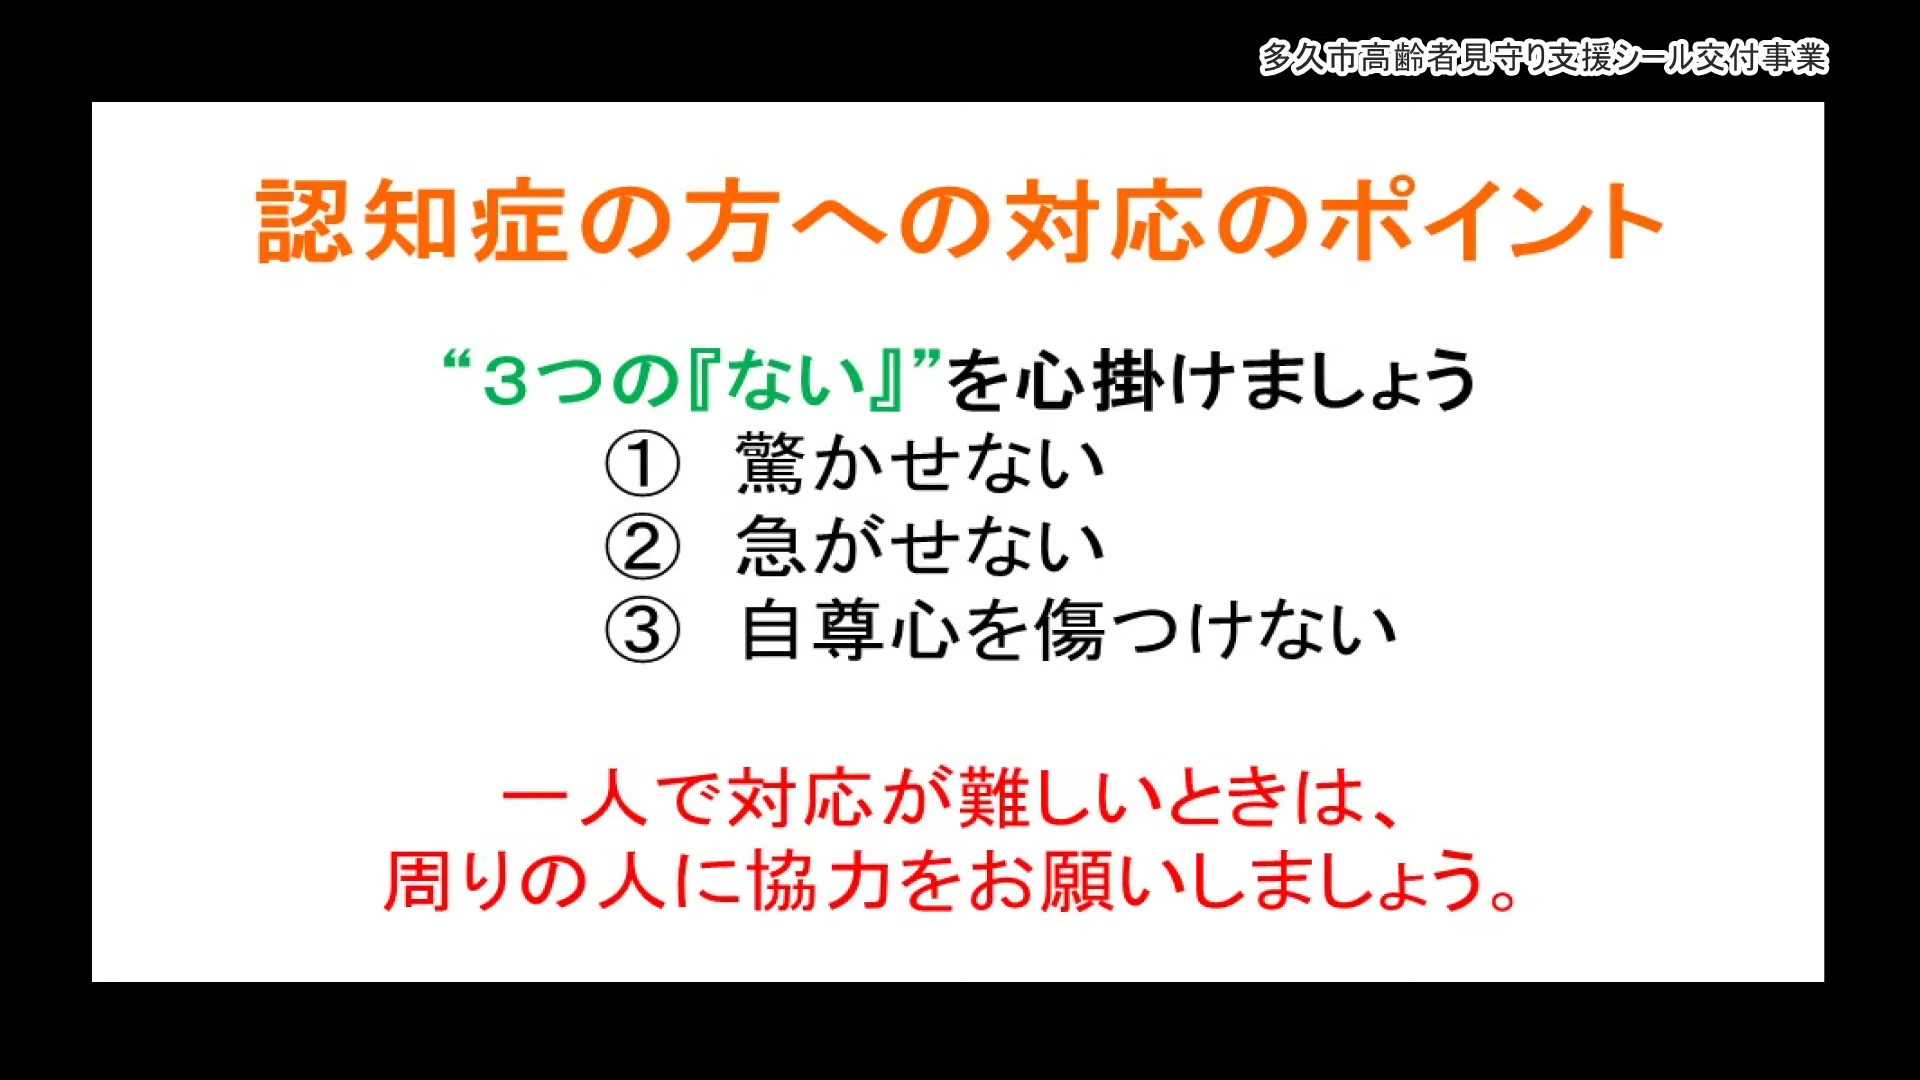 多久市高齢者見守り支援シール交付事業
認知症の方への対応のポイント
“３つの『ない』”を心掛けましょう
①　驚かせない
②　急がせない
③　自尊心を傷つけない
一人で対応が難しいときは、
周りの人に協力をお願いしましょう。